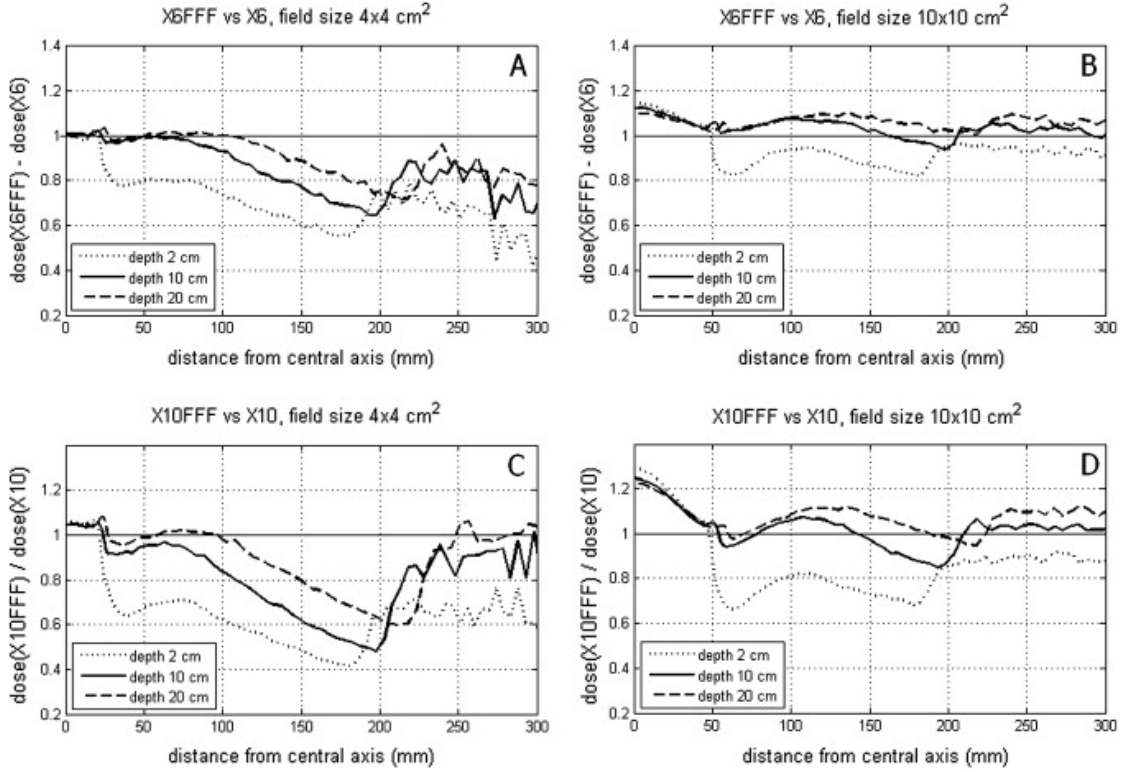 X6FFF vs X6, field size 4x4 cm²
A
dose(X6FFF) - dose(X6)
1.4
1.2
1
0.8
0.6
0.4
0.2
depth 2 cm
depth 10 cm
depth 20 cm
0 50 100 150 200 250 300
distance from central axis (mm)
X6FFF vs X6, field size 10x10 cm²
B
dose(X6FFF) - dose(X6)
1.4
1.2
1
0.8
0.6
0.4
0.2
depth 2 cm
depth 10 cm
depth 20 cm
0 50 100 150 200 250 300
distance from central axis (mm)
X10FFF vs X10, field size 4x4 cm²
C
dose(X10FFF) / dose(X10)
1.2
1
0.8
0.6
0.4
0.2
depth 2 cm
depth 10 cm
depth 20 cm
0 50 100 150 200 250 300
distance from central axis (mm)
X10FFF vs X10, field size 10x10 cm²
D
dose(X10FFF) / dose(X10)
1.2
1
0.8
0.6
0.4
0.2
depth 2 cm
depth 10 cm
depth 20 cm
0 50 100 150 200 250 300
distance from central axis (mm)